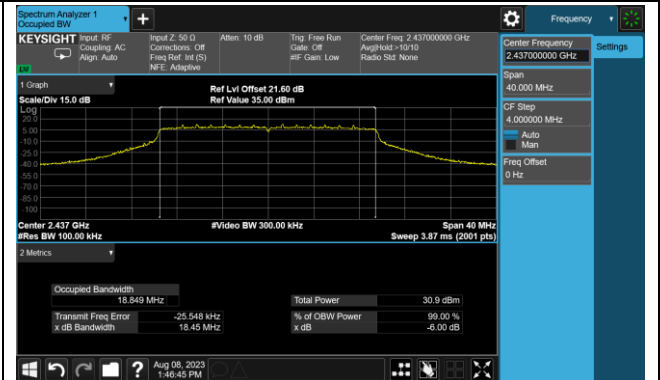 Spectrum Analyzer 1
Occupied BW
+
Frequency
KEYSIGHT
Input: RF
Coupling: AC
Align: Auto
Input Z: 50 Ω
Corrections: Off
Freq Ref: Int (S)
NFE: Adaptive
Atten: 10 dB
Trig: Free Run
Gate: Off
#IF Gain: Low
Center Freq: 2.437000000 GHz
Avg|Hold:>10/10
Radio Std: None
Center Frequency
2.437000000 GHz
Settings
Span
40.000 MHz
CF Step
4.000000 MHz
Auto
Man
Freq Offset
0 Hz
1 Graph
Scale/Div 15.0 dB
Ref Lvl Offset 21.60 dB
Ref Value 35.00 dBm
Log
20.0
5.00
-10.0
-25.0
-40.0
-55.0
-70.0
-85.0
-100
Center 2.437 GHz
#Res BW 100.00 kHz
#Video BW 300.00 kHz
Span 40 MHz
Sweep 3.87 ms (2001 pts)
2 Metrics
Occupied Bandwidth
18.849 MHz
Total Power 30.9 dBm
Transmit Freq Error -25.548 kHz
% of OBW Power 99.00 %
x dB Bandwidth 18.45 MHz
x dB -6.00 dB
?
Aug 08, 2023
1:46:45 PM